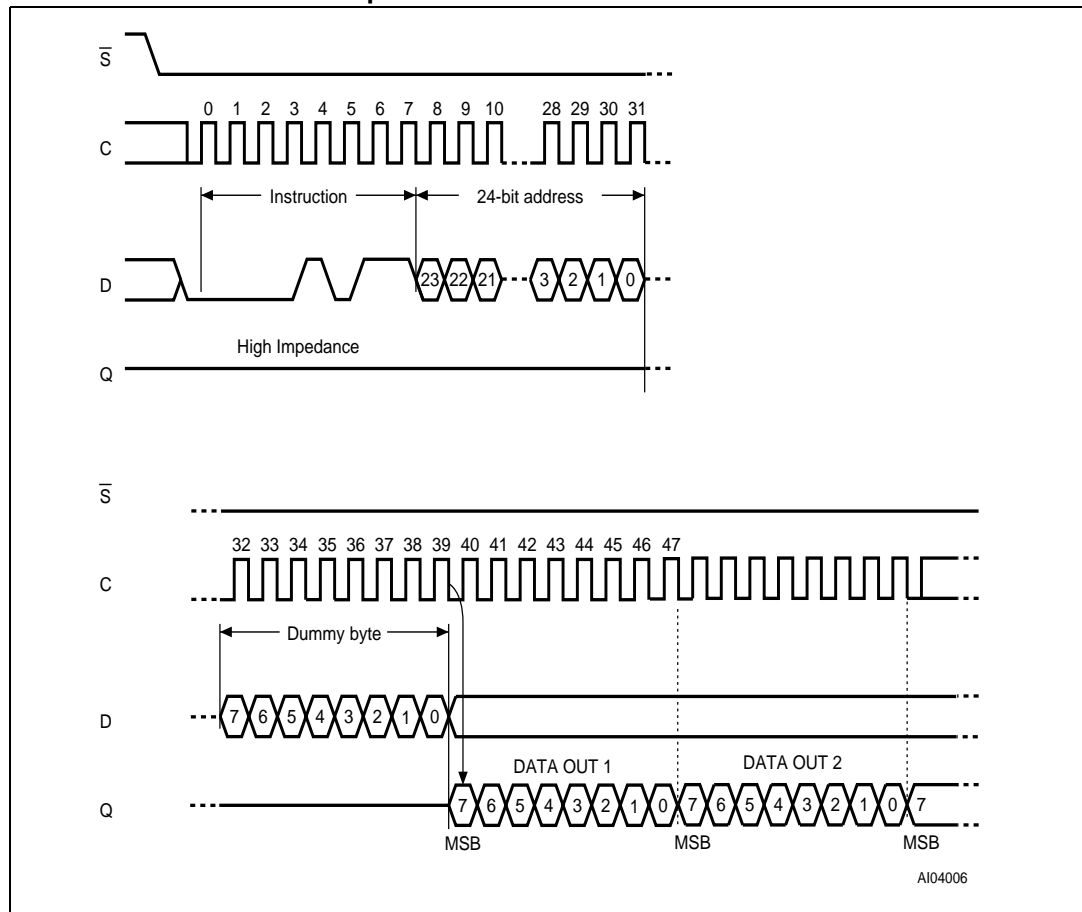 S
0 1 2 3 4 5 6 7 8 9 10 28 29 30 31
C
Instruction 24-bit address
D 23 22 21 3 2 1 0
High Impedance
Q
S
32 33 34 35 36 37 38 39 40 41 42 43 44 45 46 47
C
Dummy byte
D 7 6 5 4 3 2 1 0
DATA OUT 1 DATA OUT 2
Q 7 6 5 4 3 2 1 0 7 6 5 4 3 2 1 0 7
MSB MSB MSB
AI04006